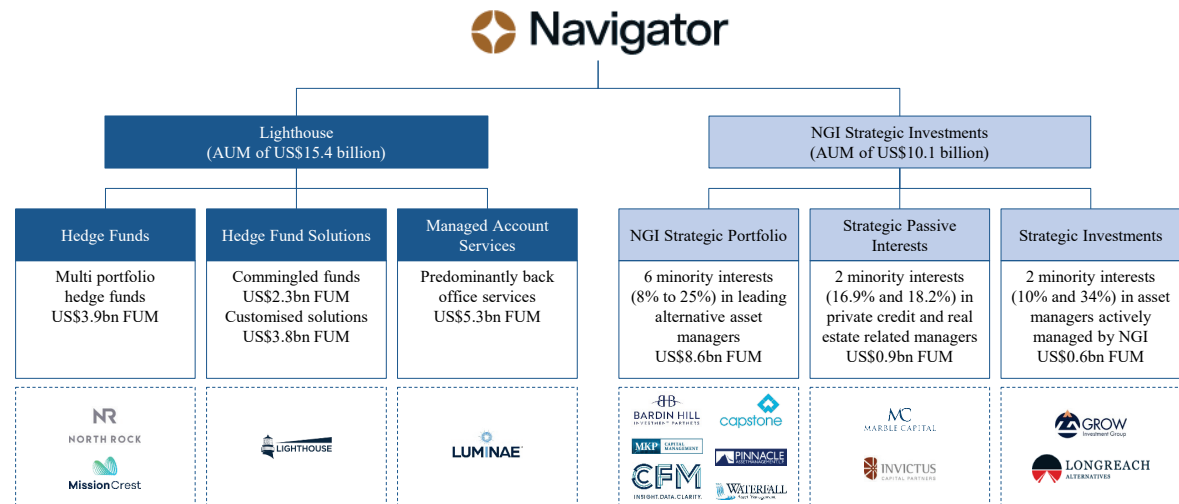 Navigator
Lighthouse
(AUM of US$15.4 billion)
NGI Strategic Investments
(AUM of US$10.1 billion)
Hedge Funds
Multi portfolio
hedge funds
US$3.9bn FUM
Hedge Fund Solutions
Commingled funds
US$2.3bn FUM
Customised solutions
US$3.8bn FUM
Managed Account
Services
Predominantly back
office services
US$5.3bn FUM
NGI Strategic Portfolio
6 minority interests
(8% to 25%) in leading
alternative asset
managers
US$8.6bn FUM
Strategic Passive
Interests
2 minority interests
(16.9% and 18.2%) in
private credit and real
estate related managers
US$0.9bn FUM
Strategic Investments
2 minority interests
(10% and 34%) in asset
managers actively
managed by NGI
US$0.6bn FUM
NR
NORTH ROCK
MissionCrest
LIGHTHOUSE
LUMINAE
BARDIN HILL
INVESTMENT PARTNERS
capstone
MKP CAPITAL
MANAGEMENT
PINNACLE
ASSET MANAGEMENT L.P.
CFM
INSIGHT. DATA. CLARITY.
WATERFALL
Asset Management
MC
MARBLE CAPITAL
INVICTUS
CAPITAL PARTNERS
GROW
Investment Group
LONGREACH
ALTERNATIVES